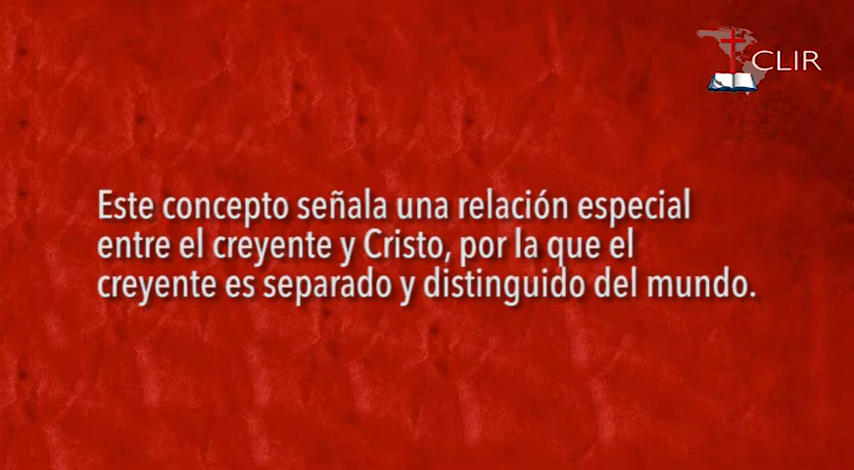 CLIR
Este concepto señala una relación especial
entre el creyente y Cristo, por la que el
creyente es separado y distinguido del mundo.